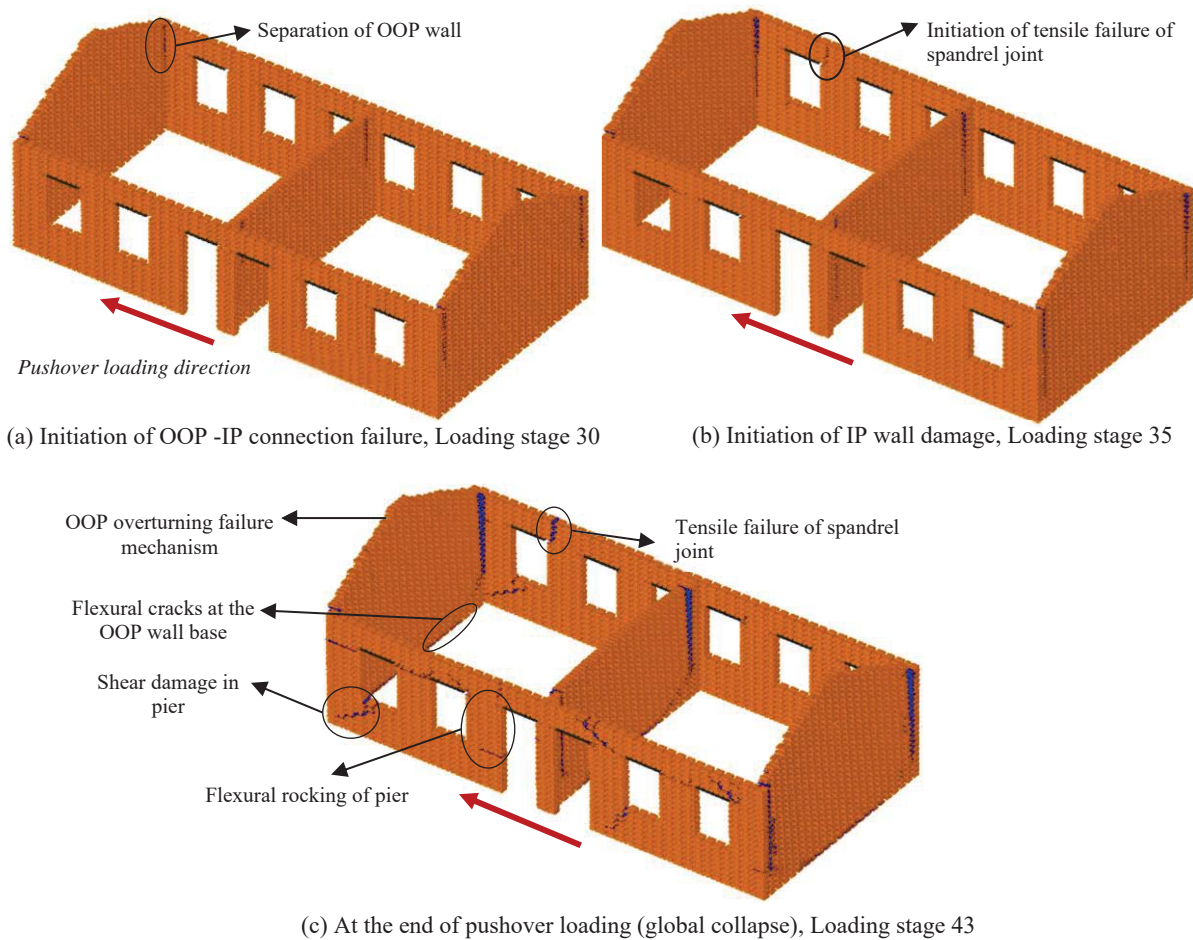 Separation of OOP wall
Initiation of tensile failure of
spandrel joint
Pushover loading direction
(a) Initiation of OOP -IP connection failure, Loading stage 30
(b) Initiation of IP wall damage, Loading stage 35
OOP overturning failure
mechanism
Tensile failure of spandrel
joint
Flexural cracks at the
OOP wall base
Shear damage in
pier
Flexural rocking of pier
(c) At the end of pushover loading (global collapse), Loading stage 43